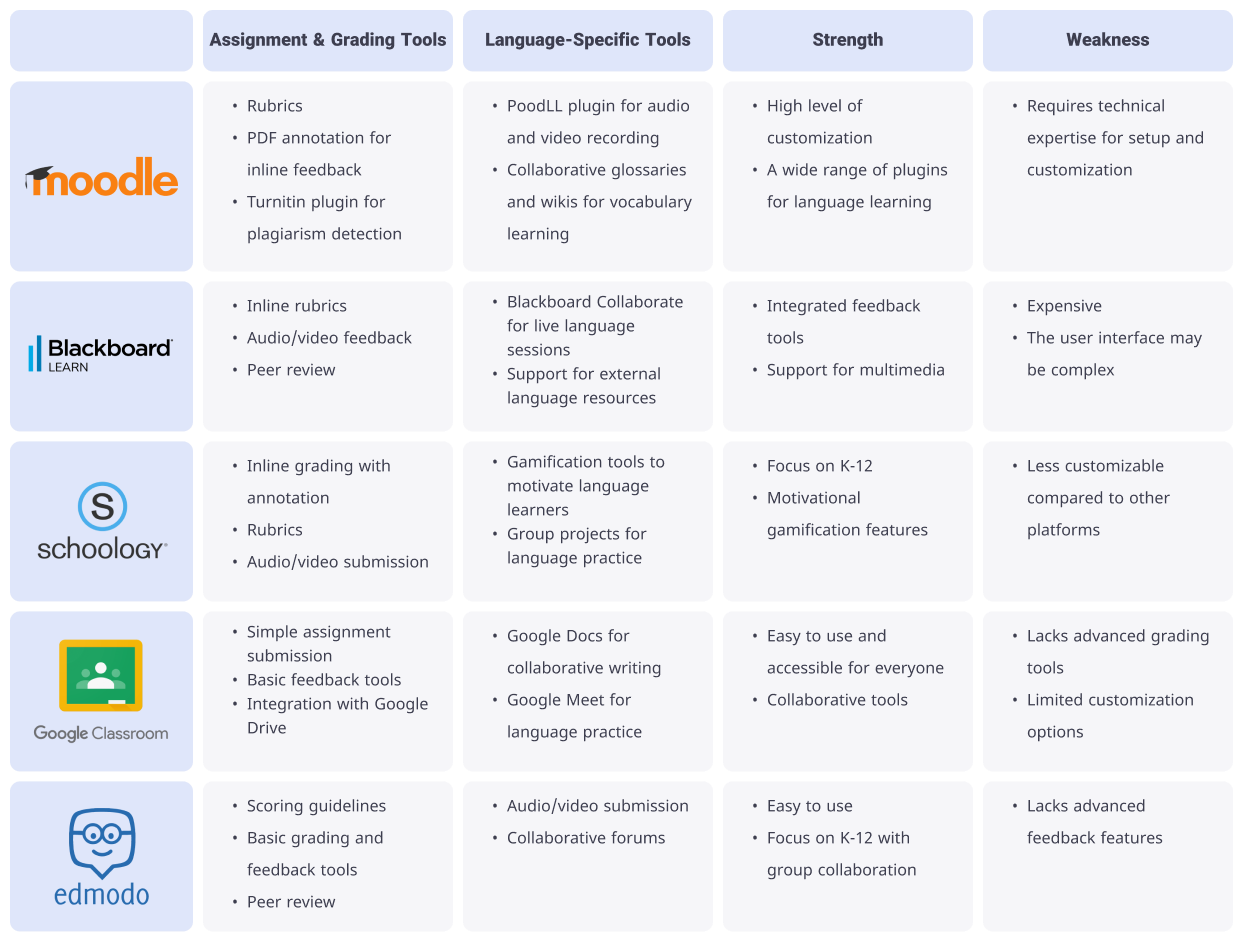 Assignment & Grading Tools
Language-Specific Tools
Strength
Weakness
moodle
• Rubrics
• PDF annotation for
inline feedback
• Turnitin plugin for
plagiarism detection
• PoodLL plugin for audio
and video recording
• Collaborative glossaries
and wikis for vocabulary
learning
• High level of
customization
• A wide range of plugins
for language learning
• Requires technical
expertise for setup and
customization
Blackboard
LEARN
• Inline rubrics
• Audio/video feedback
• Peer review
• Blackboard Collaborate
for live language
sessions
• Support for external
language resources
• Integrated feedback
tools
• Support for multimedia
• Expensive
• The user interface may
be complex
S
schoology
• Inline grading with
annotation
• Rubrics
• Audio/video submission
• Gamification tools to
motivate language
learners
• Group projects for
language practice
• Focus on K-12
• Motivational
gamification features
• Less customizable
compared to other
platforms
Google Classroom
• Simple assignment
submission
• Basic feedback tools
• Integration with Google
Drive
• Google Docs for
collaborative writing
• Google Meet for
language practice
• Easy to use and
accessible for everyone
• Collaborative tools
• Lacks advanced grading
tools
• Limited customization
options
edmodo
• Scoring guidelines
• Basic grading and
feedback tools
• Peer review
• Audio/video submission
• Collaborative forums
• Easy to use
• Focus on K-12 with
group collaboration
• Lacks advanced
feedback features